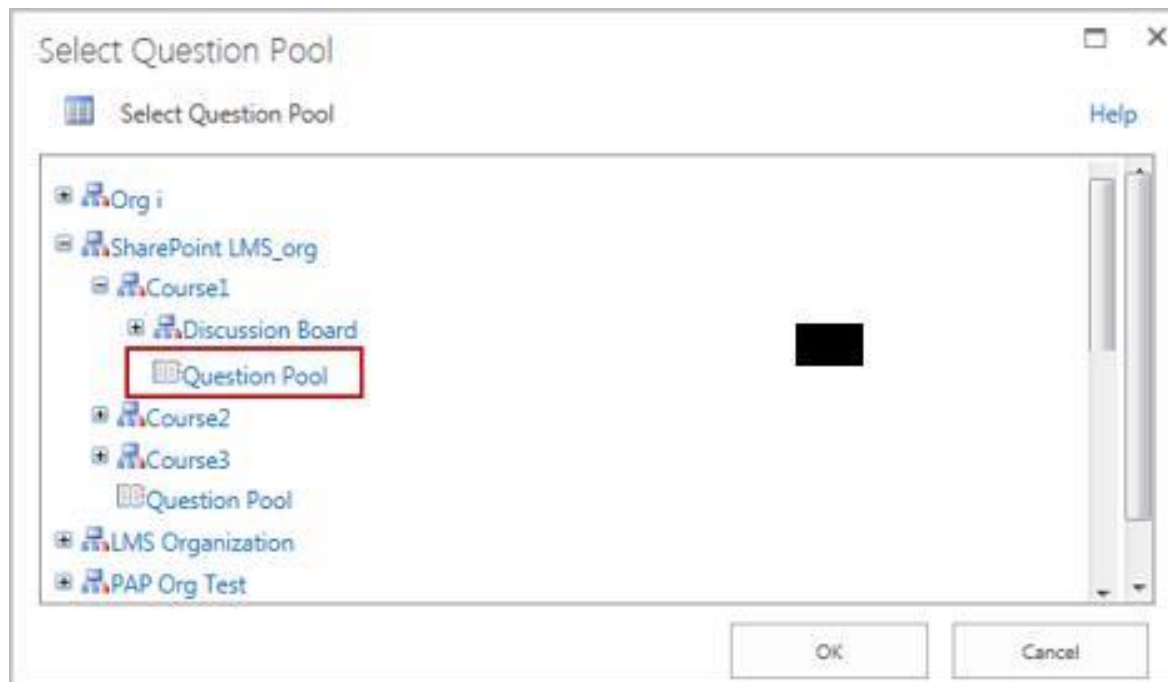 Select Question Pool
Select Question Pool Help
Org i
SharePoint LMS_org
Course1
Discussion Board
Question Pool
Course2
Course3
Question Pool
LMS Organization
PAP Org Test
OK Cancel